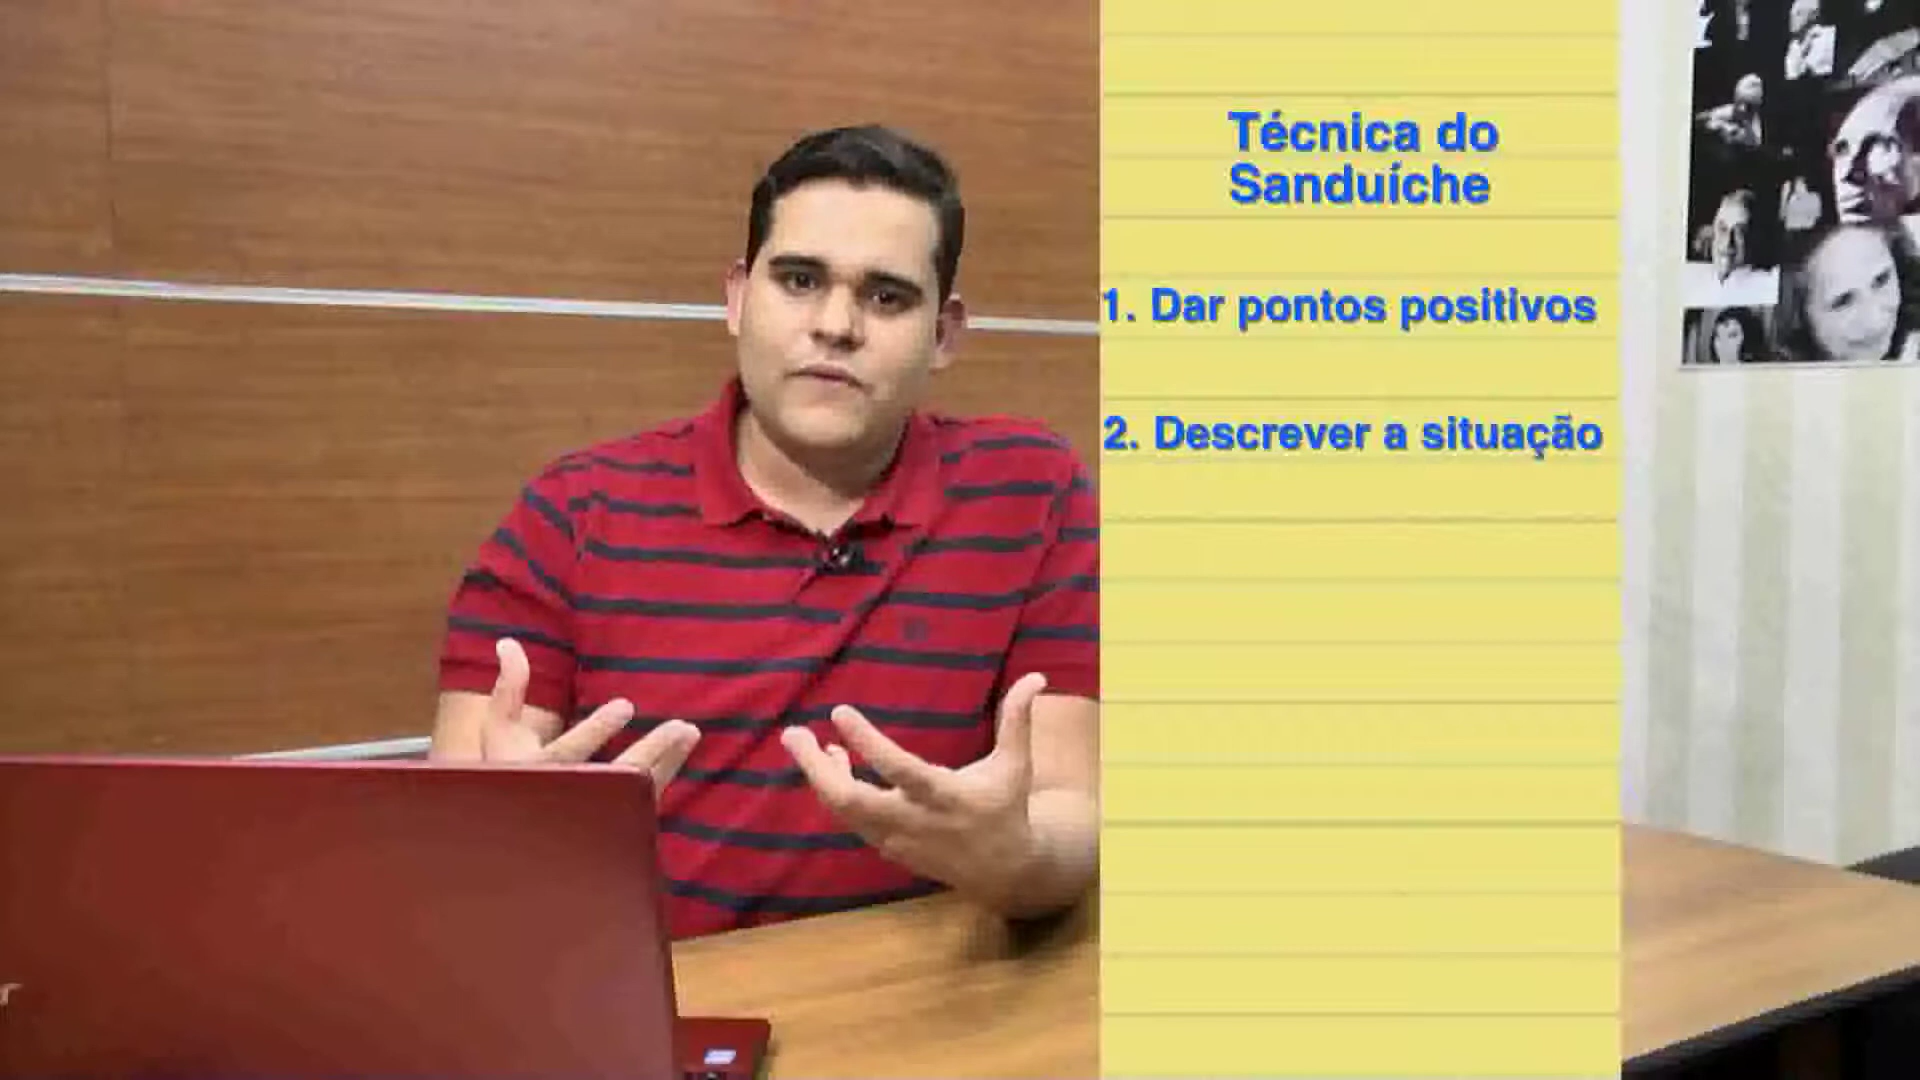 Técnica do
Sanduíche
1. Dar pontos positivos
2. Descrever a situação